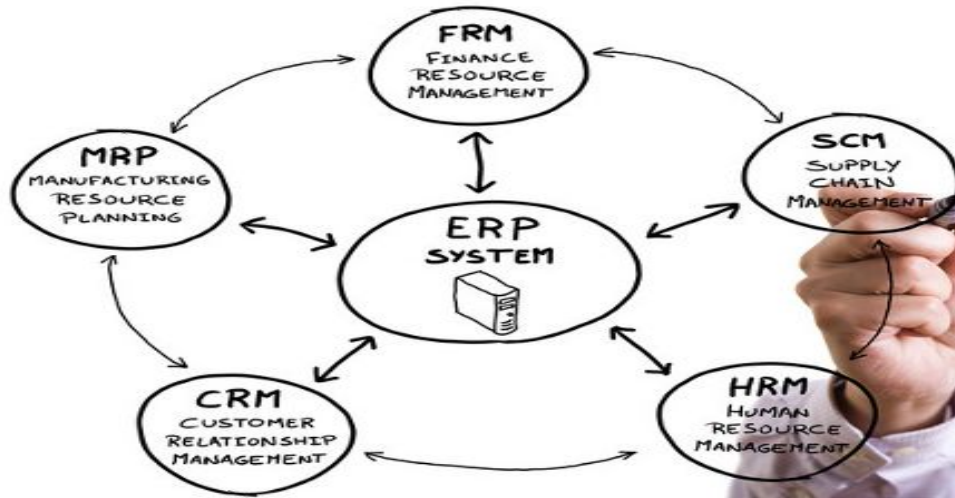 FRM
FINANCE
RESOURCE
MANAGEMENT
MRP
MANUFACTURING
RESOURCE
PLANNING
SCM
SUPPLY
CHAIN
MANAGEMENT
ERP
SYSTEM
CRM
CUSTOMER
RELATIONSHIP
MANAGEMENT
HRM
HUMAN
RESOURCE
MANAGEMENT